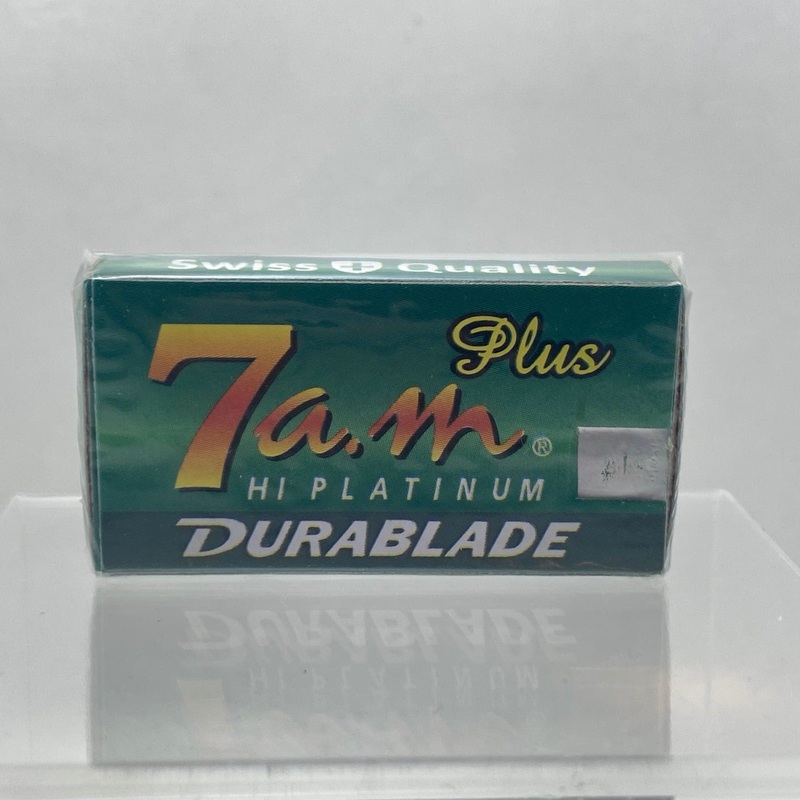 Swiss Quality
Plus
7a.m®
HI PLATINUM
DURABLADE